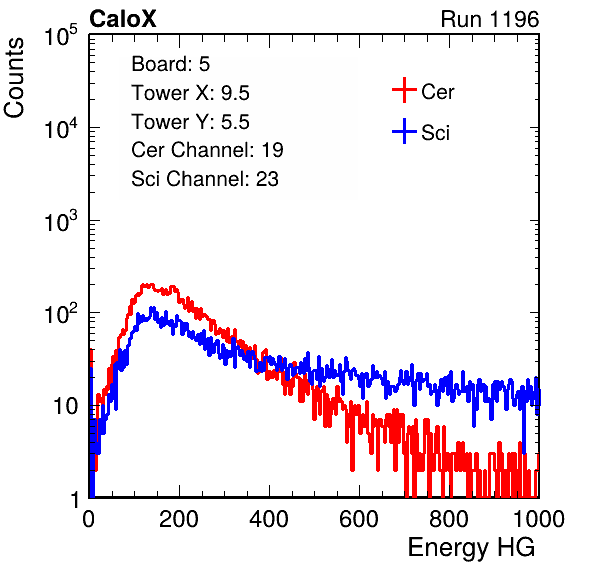 CaloX Run 1196
Counts
10^5
10^4
10^3
10^2
10
1
Board: 5
Tower X: 9.5
Tower Y: 5.5
Cer Channel: 19
Sci Channel: 23
Cer
Sci
0 200 400 600 800 1000
Energy HG